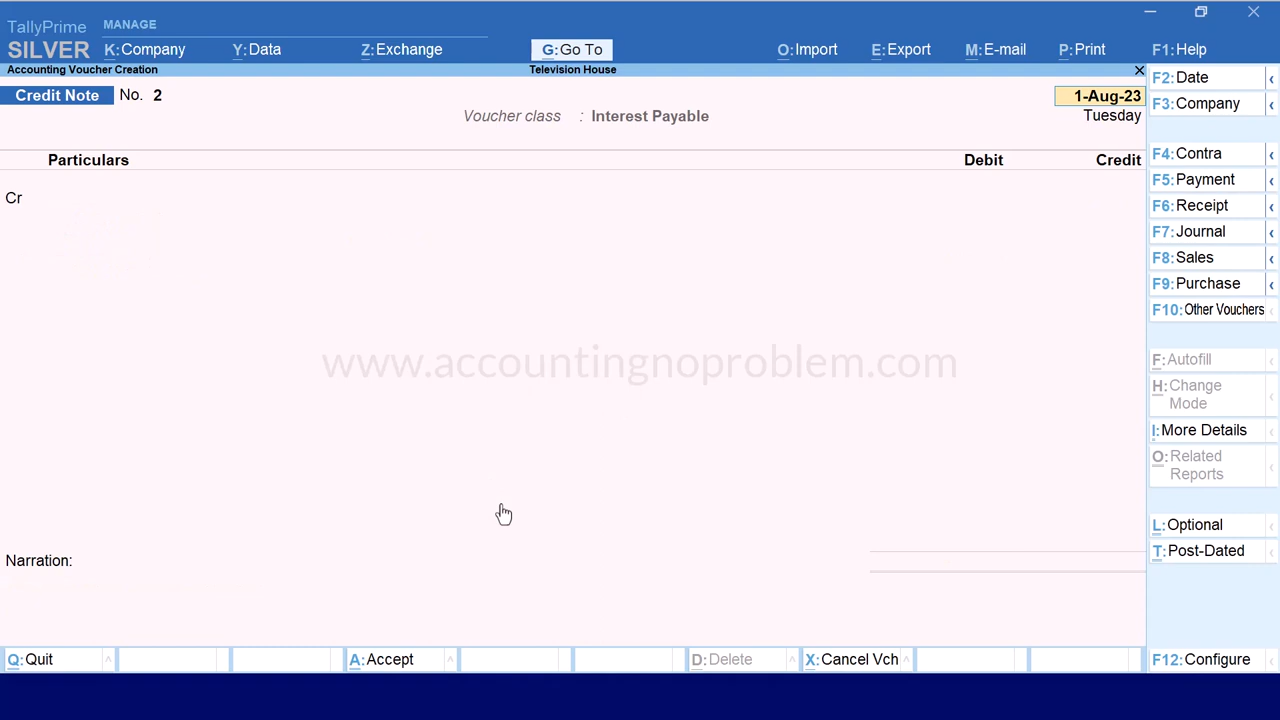 TallyPrime MANAGE
SILVER K:Company Y:Data Z:Exchange G:Go To O:Import E:Export M:E-mail P:Print F1:Help
Accounting Voucher Creation Television House
Credit Note No. 2 1-Aug-23
Voucher class : Interest Payable Tuesday
Particulars Debit Credit
Cr
www.accountingnoproblem.com
Narration:
F2:Date
F3:Company
F4:Contra
F5:Payment
F6:Receipt
F7:Journal
F8:Sales
F9:Purchase
F10:Other Vouchers
F:Autofill
H:Change
Mode
I:More Details
O:Related
Reports
L:Optional
T:Post-Dated
Q:Quit A:Accept D:Delete X:Cancel Vch F12:Configure